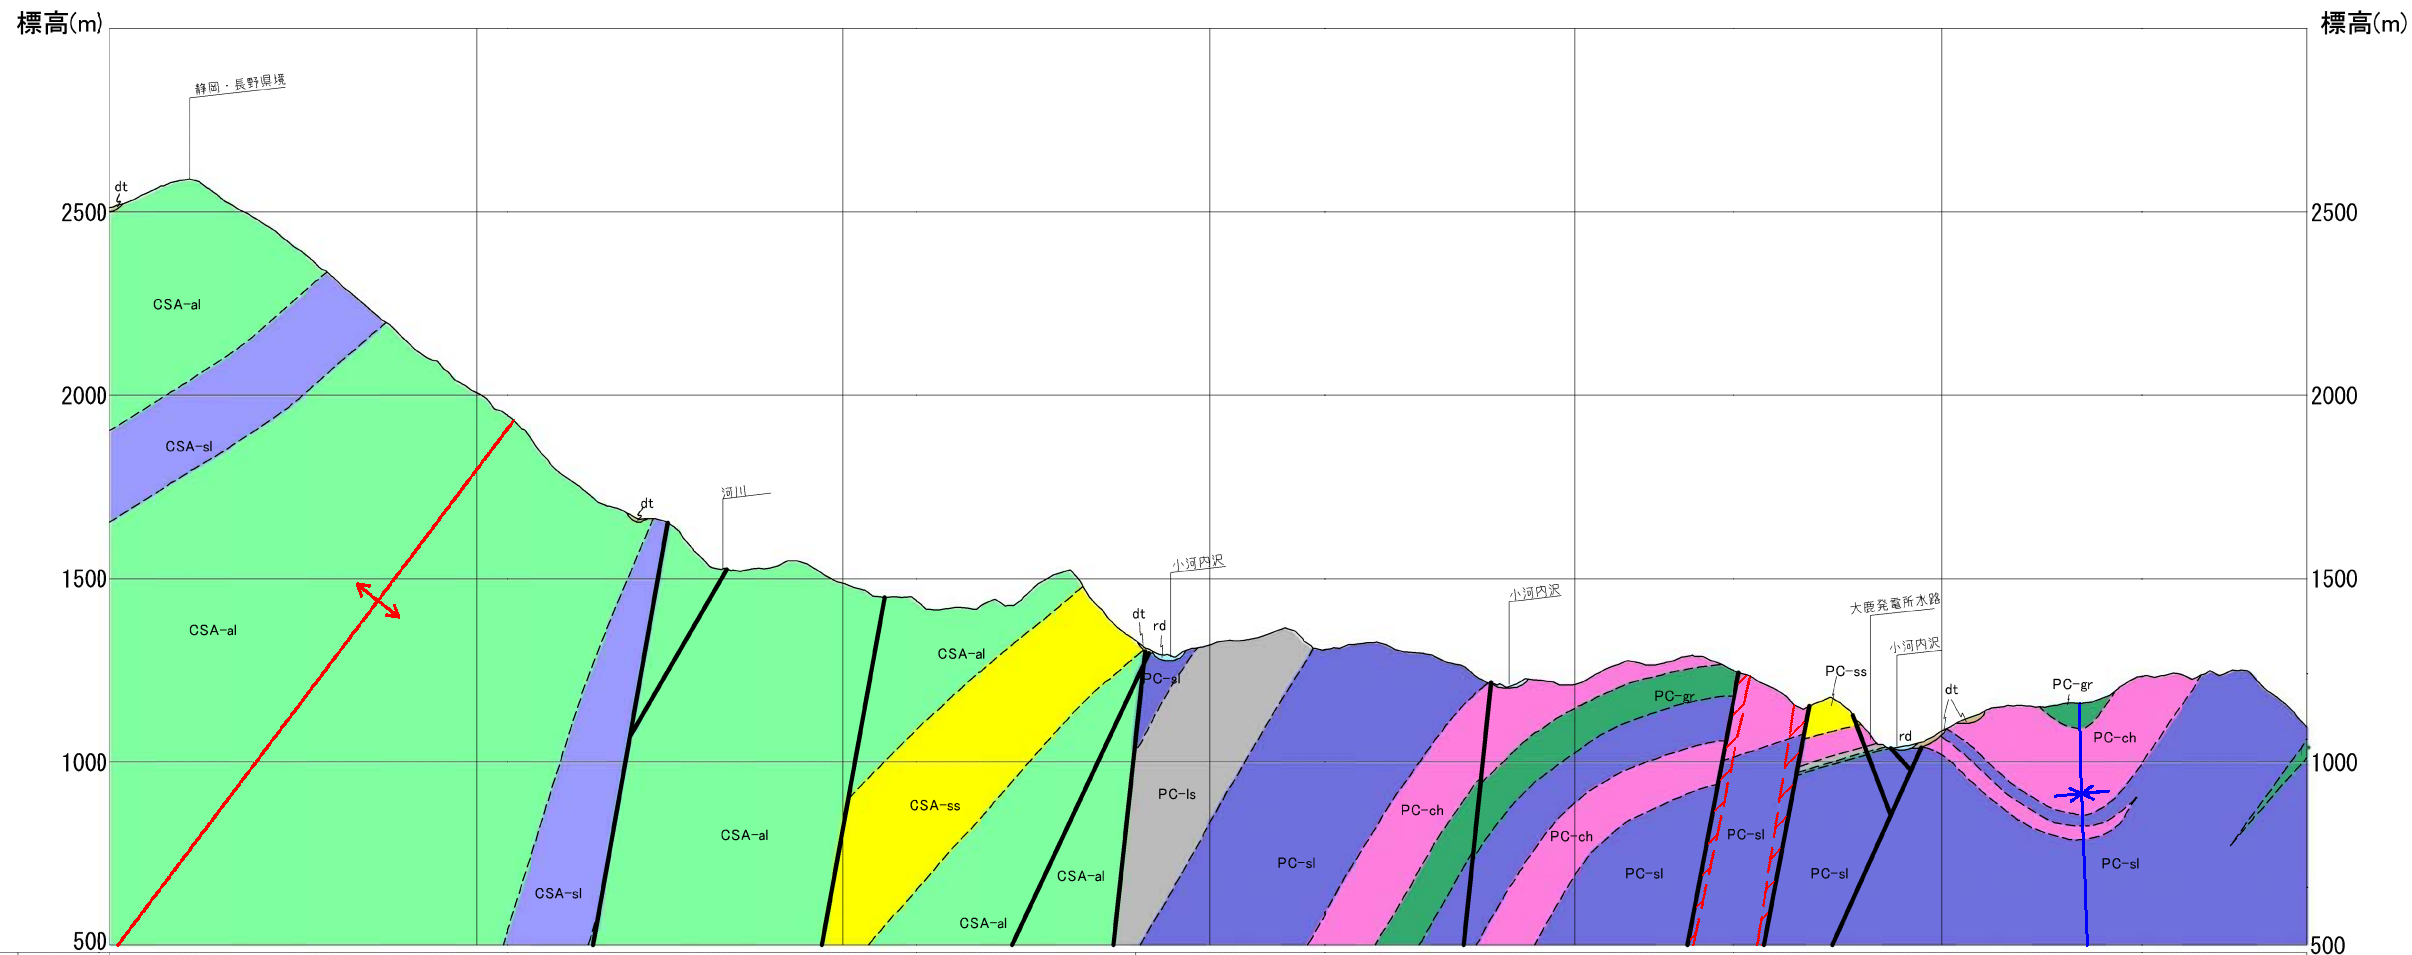 標高(m)
標高(m)
静岡・長野県境
dt
2500
2500
CSA-al
2000
2000
CSA-sl
河川
dt
1500
1500
小河内沢
小河内沢
大鹿発電所水路
小河内沢
CSA-al
dt
rd
CSA-al
PC-sl
PC-ss
PC-gr
PC-gr
dt
rd
PC-ch
1000
1000
CSA-ss
PC-ls
PC-ch
CSA-al
PC-ch
PC-sl
PC-sl
PC-sl
PC-sl
PC-sl
CSA-al
CSA-sl
CSA-al
500
500